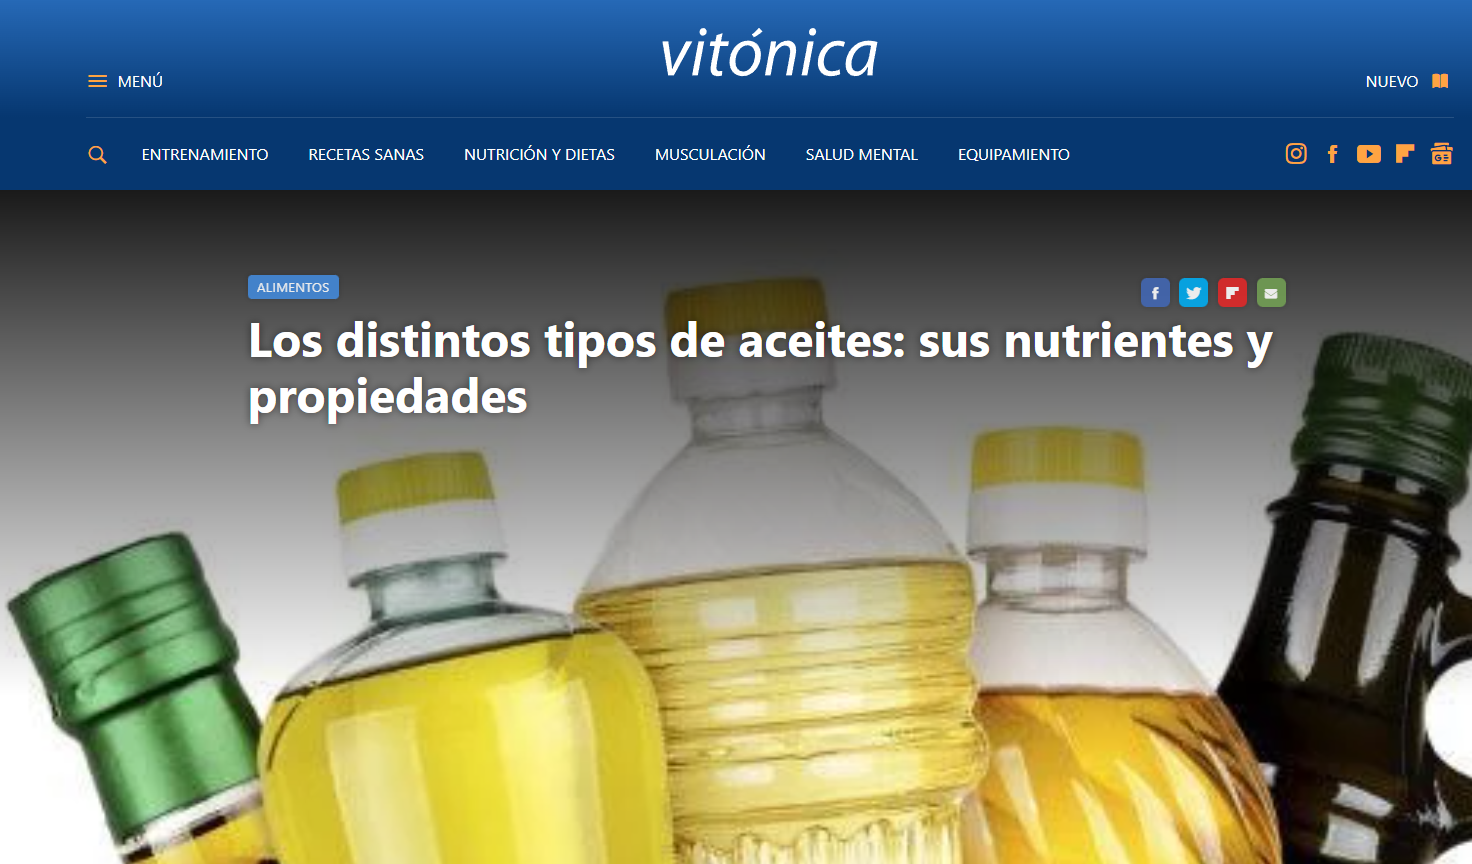 vitónica
MENÚ
NUEVO
ENTRENAMIENTO RECETAS SANAS NUTRICIÓN Y DIETAS MUSCULACIÓN SALUD MENTAL EQUIPAMIENTO
ALIMENTOS
Los distintos tipos de aceites: sus nutrientes y
propiedades